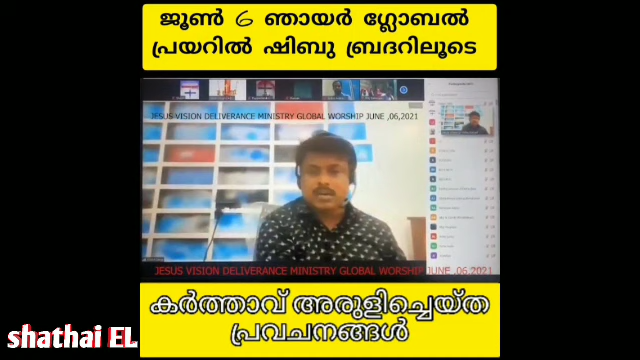 ജൂൺ 6 ഞായർ ഗ്ലോബൽ
പ്രയറിൽ ഷിബു ബ്രദറിലൂടെ
JESUS VISION DELIVERANCE MINISTRY GLOBAL WORSHIP JUNE ,06,2021
JESUS VISION DELIVERANCE MINISTRY GLOBAL WORSHIP JUNE ,06,2021
കർത്താവ് അരുളിച്ചെയ്ത
പ്രവചനങ്ങൾ
shathai EL